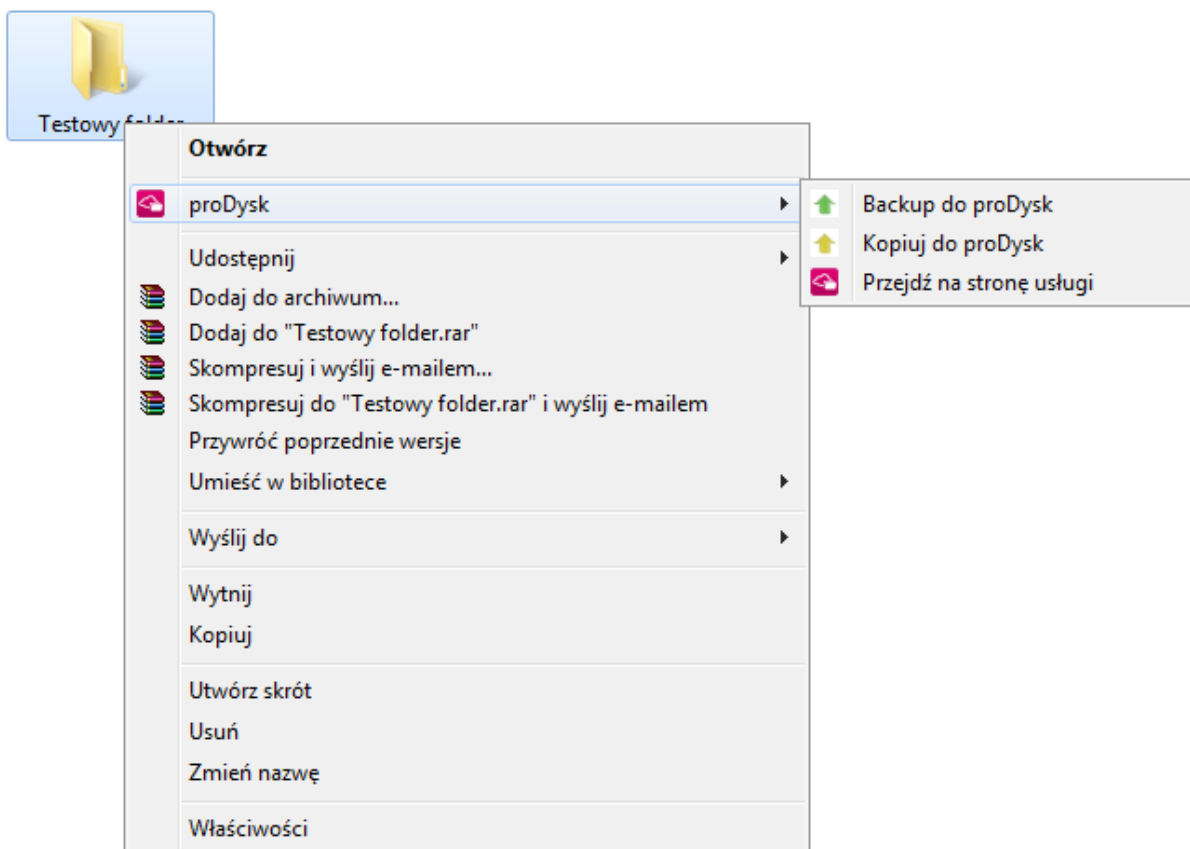 Testowy folder
Otwórz
proDysk
Backup do proDysk
Kopiuj do proDysk
Przejdź na stronę usługi
Udostępnij
Dodaj do archiwum...
Dodaj do "Testowy folder.rar"
Skompresuj i wyślij e-mailem...
Skompresuj do "Testowy folder.rar" i wyślij e-mailem
Przywróć poprzednie wersje
Umieść w bibliotece
Wyślij do
Wytnij
Kopiuj
Utwórz skrót
Usuń
Zmień nazwę
Właściwości